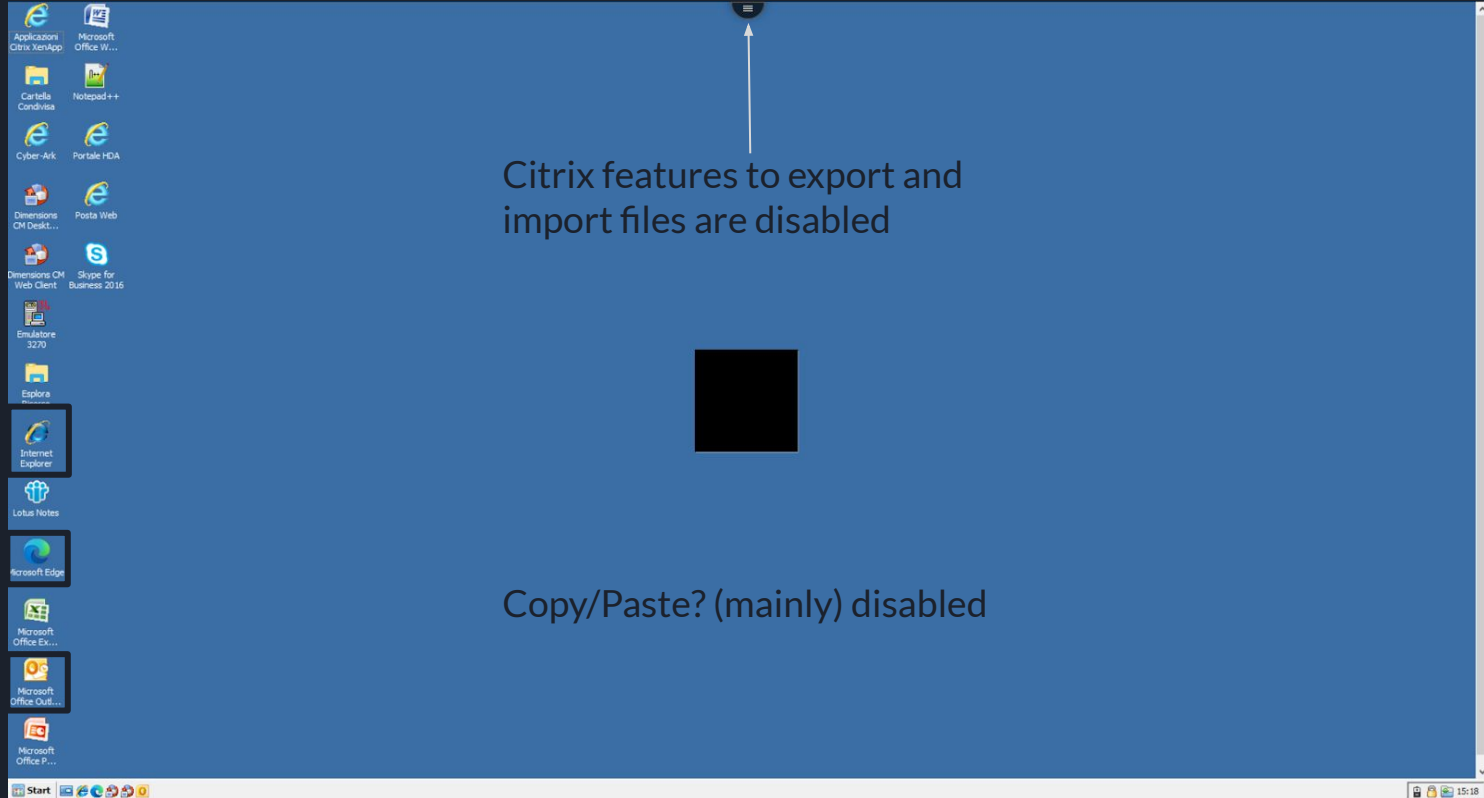 Applicazioni
Citrix XenApp
Microsoft
Office W...
Cartella
Condivisa
Notepad++
Cyber-Ark
Portale HDA
Dimensions
CM Deskt...
Posta Web
Dimensions CM
Web Client
Skype for
Business 2016
Emulatore
3270
Esplora
Internet
Explorer
Lotus Notes
Microsoft Edge
Microsoft
Office Ex...
Microsoft
Office Outl...
Microsoft
Office P...
Citrix features to export and
import files are disabled
Copy/Paste? (mainly) disabled
Start
15:18